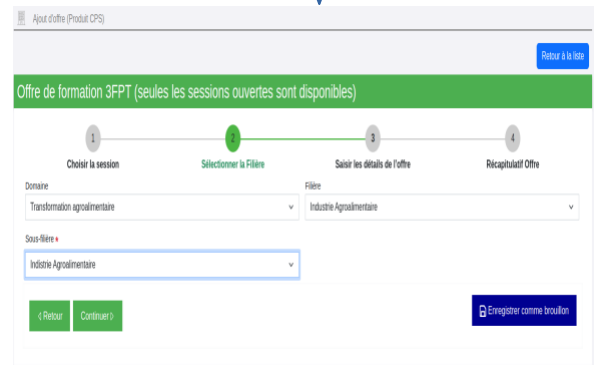 Ajout d'offre (Produit CPS)
Retour à la liste
Offre de formation 3FPT (seules les sessions ouvertes sont disponibles)
1 2 3 4
Choisir la session Sélectionner la Filière Saisir les détails de l'offre Récapitulatif Offre
Domaine Filière
Transformation agroalimentaire Industrie Agroalimentaire
Sous-filière *
Indistrie Agroalimentaire
Retour Continuer Enregistrer comme brouillon